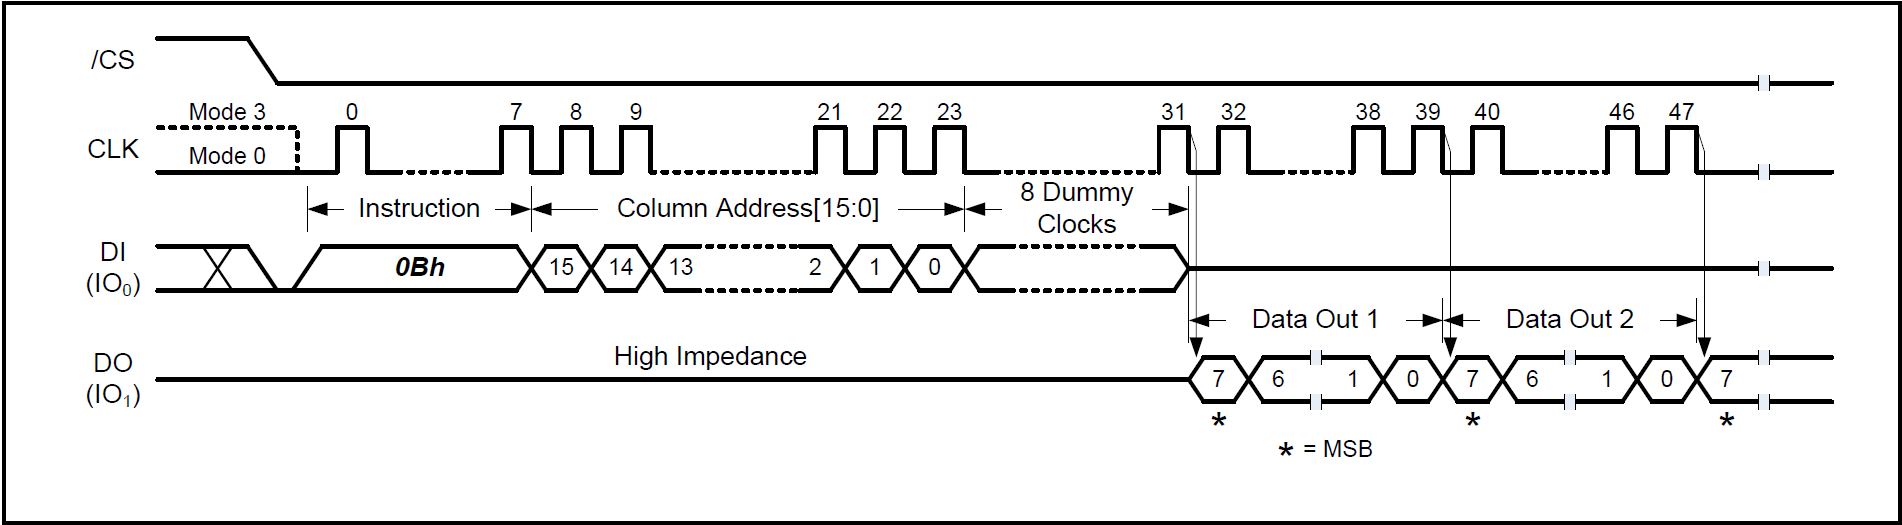 /CS
Mode 3 0 7 8 9 21 22 23 31 32 38 39 40 46 47
CLK
Mode 0
Instruction Column Address[15:0] 8 Dummy
Clocks
DI
(IO0)
0Bh 15 14 13 2 1 0
Data Out 1 Data Out 2
High Impedance
DO
(IO1)
7 6 1 0 7 6 1 0 7
* * *
* = MSB